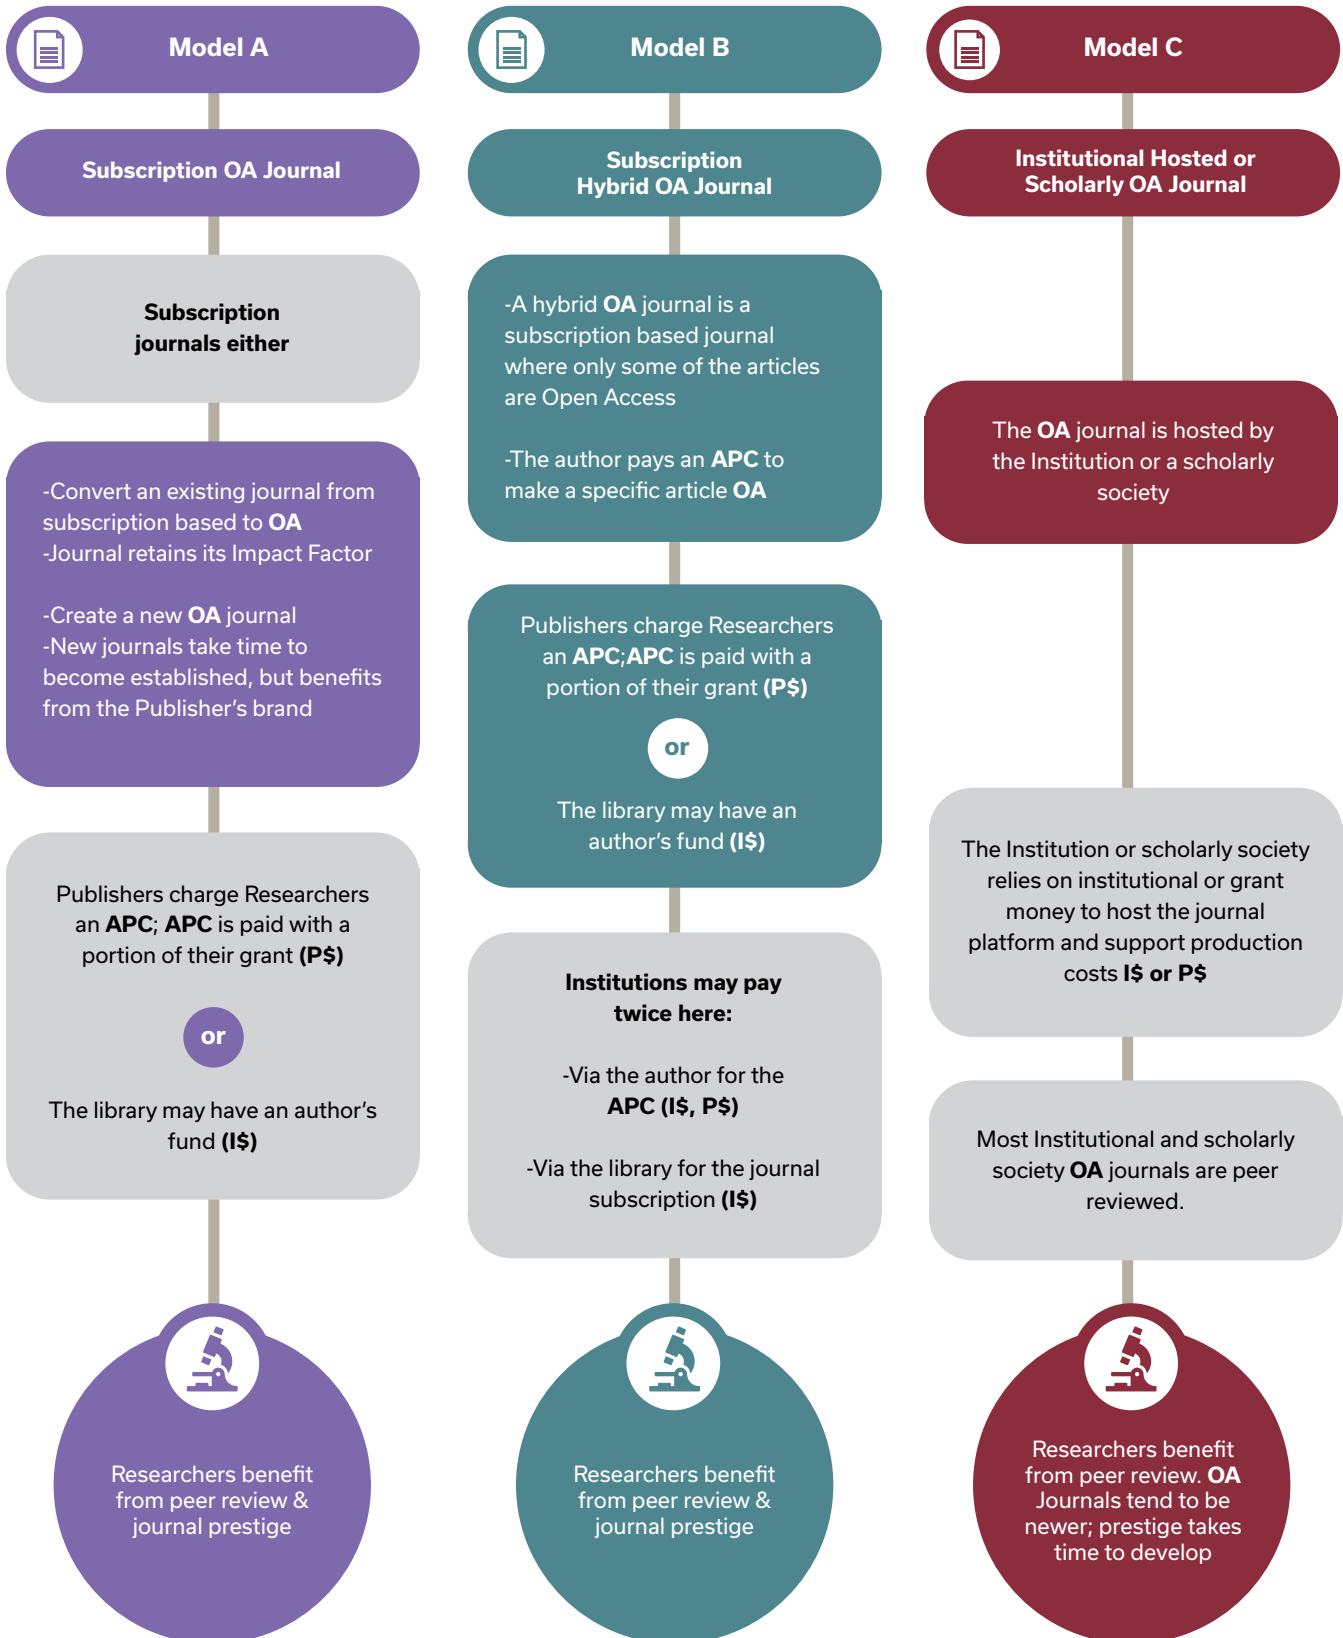 Model A
Subscription OA Journal
Subscription
journals either
-Convert an existing journal from
subscription based to OA
-Journal retains its Impact Factor
-Create a new OA journal
-New journals take time to
become established, but benefits
from the Publisher's brand
Publishers charge Researchers
an APC; APC is paid with a
portion of their grant (P$)
or
The library may have an author's
fund (I$)
Researchers benefit
from peer review &
journal prestige
Model B
Subscription
Hybrid OA Journal
-A hybrid OA journal is a
subscription based journal
where only some of the articles
are Open Access
-The author pays an APC to
make a specific article OA
Publishers charge Researchers
an APC;APC is paid with a
portion of their grant (P$)
or
The library may have an
author's fund (I$)
Institutions may pay
twice here:
-Via the author for the
APC (I$, P$)
-Via the library for the journal
subscription (I$)
Researchers benefit
from peer review &
journal prestige
Model C
Institutional Hosted or
Scholarly OA Journal
The OA journal is hosted by
the Institution or a scholarly
society
The Institution or scholarly society
relies on institutional or grant
money to host the journal
platform and support production
costs I$ or P$
Most Institutional and scholarly
society OA journals are peer
reviewed.
Researchers benefit
from peer review. OA
Journals tend to be
newer; prestige takes
time to develop